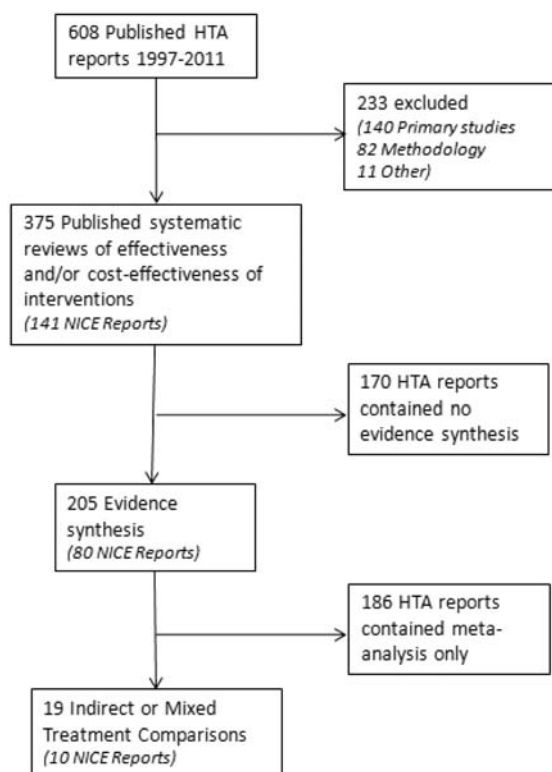 608 Published HTA
reports 1997-2011
233 excluded
(140 Primary studies
82 Methodology
11 Other)
375 Published systematic
reviews of effectiveness
and/or cost-effectiveness of
interventions
(141 NICE Reports)
170 HTA reports
contained no
evidence synthesis
205 Evidence
synthesis
(80 NICE Reports)
186 HTA reports
contained meta-
analysis only
19 Indirect or Mixed
Treatment Comparisons
(10 NICE Reports)